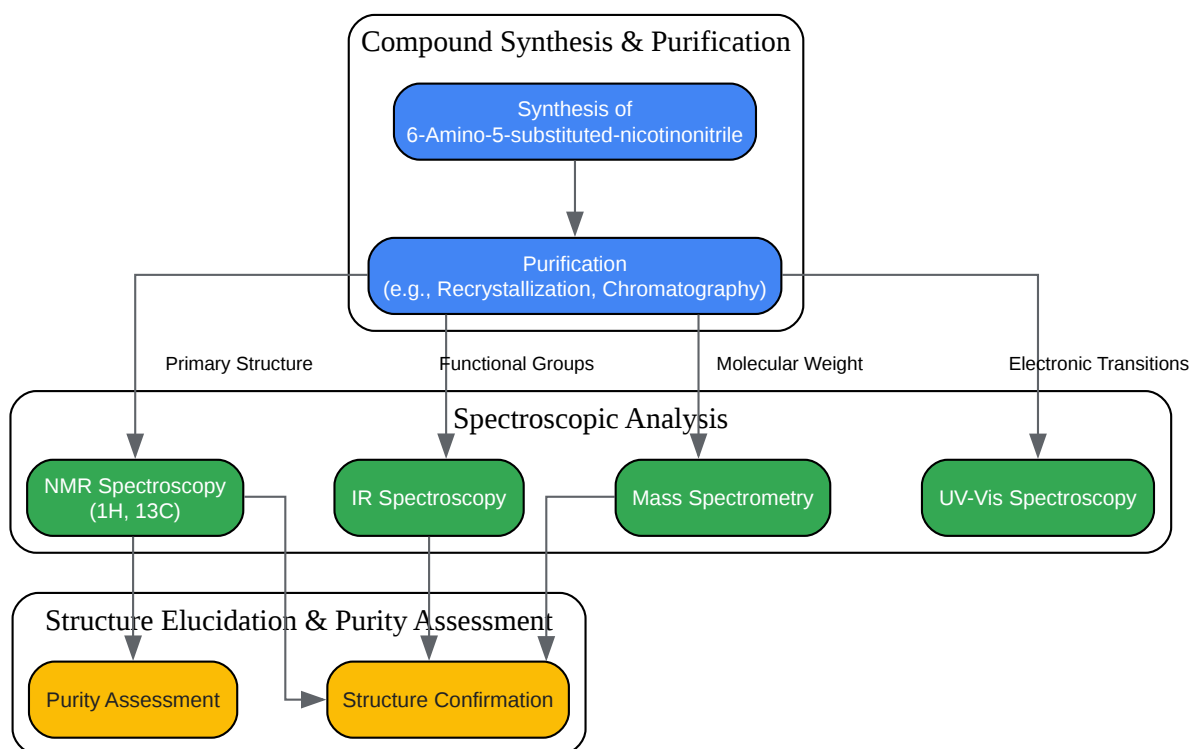 Compound Synthesis & Purification
Synthesis of
6-Amino-5-substituted-nicotinonitrile
Purification
(e.g., Recrystallization, Chromatography)
Primary Structure
Functional Groups
Molecular Weight
Electronic Transitions
Spectroscopic Analysis
NMR Spectroscopy
(1H, 13C)
IR Spectroscopy
Mass Spectrometry
UV-Vis Spectroscopy
Structure Elucidation & Purity Assessment
Purity Assessment
Structure Confirmation